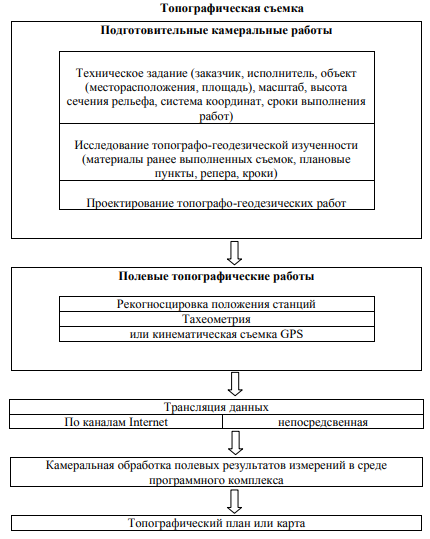 Топографическая съемка
Подготовительные камеральные работы
Техническое задание (заказчик, исполнитель, объект
(месторасположения, площадь), масштаб, высота
сечения рельефа, система координат, сроки выполнения
работ)
Исследование топографо-геодезической изученности
(материалы ранее выполненных съемок, плановые
пункты, репера, кроки)
Проектирование топографо-геодезических работ
Полевые топографические работы
Рекогносцировка положения станций
Тахеометрия
или кинематическая съемка GPS
Трансляция данных
По каналам Internet
непосредсвенная
Камеральная обработка полевых результатов измерений в среде
программного комплекса
Топографический план или карта